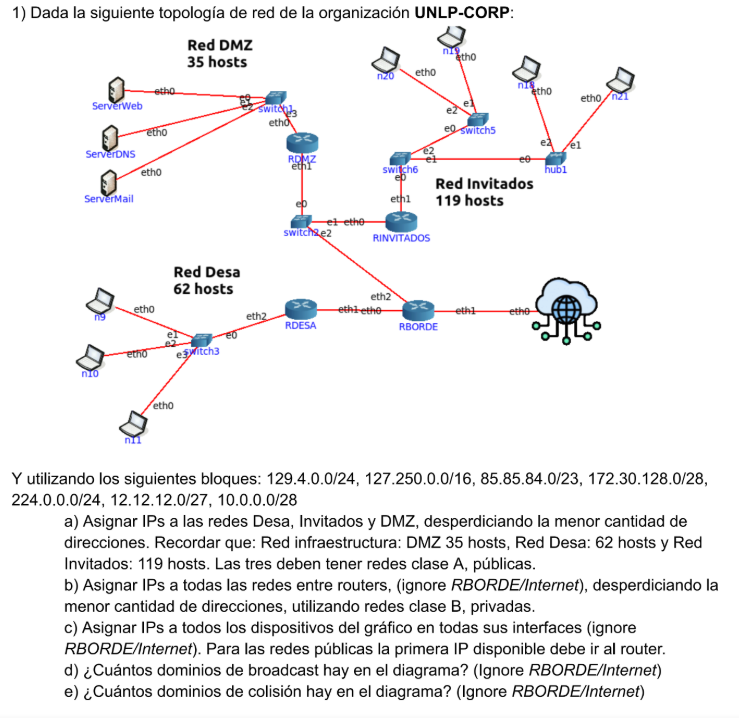 1) Dada la siguiente topología de red de la organización UNLP-CORP:
Red DMZ
35 hosts
n19
eth0
n20
eth0
n18
eth0
eth0
n21
eth0
ServerWeb
e0
e2
switch1
e3
eth0
e2
e1
e0
switch5
eth0
ServerDNS
RDMZ
eth1
eth0
ServerMail
e2
e1
switch6
e0
e2
e1
e0
hub1
Red Invitados
119 hosts
e0
eth1
switch2
e1
eth0
e2
RINVITADOS
Red Desa
62 hosts
n9
eth0
e1
e2
e3
switch3
e0
eth2
RDESA
eth1
eth0
eth2
RBORDE
eth1
eth0
n10
eth0
eth0
n11
Y utilizando los siguientes bloques: 129.4.0.0/24, 127.250.0.0/16, 85.85.84.0/23, 172.30.128.0/28,
224.0.0.0/24, 12.12.12.0/27, 10.0.0.0/28
a) Asignar IPs a las redes Desa, Invitados y DMZ, desperdiciando la menor cantidad de
direcciones. Recordar que: Red infraestructura: DMZ 35 hosts, Red Desa: 62 hosts y Red
Invitados: 119 hosts. Las tres deben tener redes clase A, públicas.
b) Asignar IPs a todas las redes entre routers, (ignore RBORDE/Internet), desperdiciando la
menor cantidad de direcciones, utilizando redes clase B, privadas.
c) Asignar IPs a todos los dispositivos del gráfico en todas sus interfaces (ignore
RBORDE/Internet). Para las redes públicas la primera IP disponible debe ir al router.
d) ¿Cuántos dominios de broadcast hay en el diagrama? (Ignore RBORDE/Internet)
e) ¿Cuántos dominios de colisión hay en el diagrama? (Ignore RBORDE/Internet)